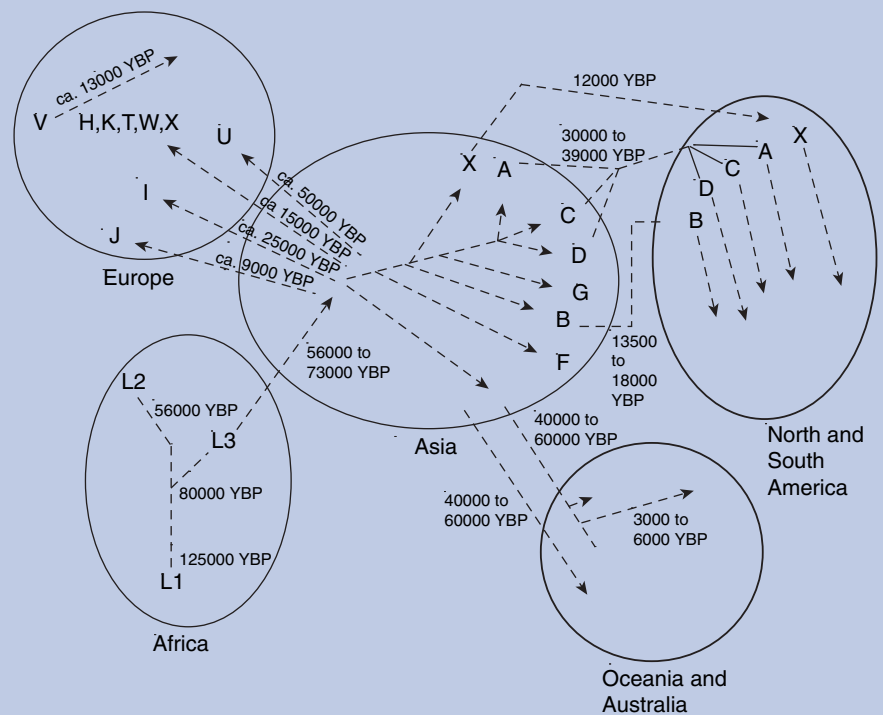 ca. 13000 YBP
V
H,K,T,W,X
U
I
J
Europe
ca. 50000 YBP
ca 15000 YBP
ca. 25000 YBP
ca. 9000 YBP
X
A
C
D
G
B
F
Asia
12000 YBP
30000 to
39000 YBP
13500
to
18000
YBP
X
A
C
D
B
North and
South
America
56000 to
73000 YBP
L2
56000 YBP
L3
80000 YBP
125000 YBP
L1
Africa
40000 to
60000 YBP
40000 to
60000 YBP
3000 to
6000 YBP
Oceania and
Australia